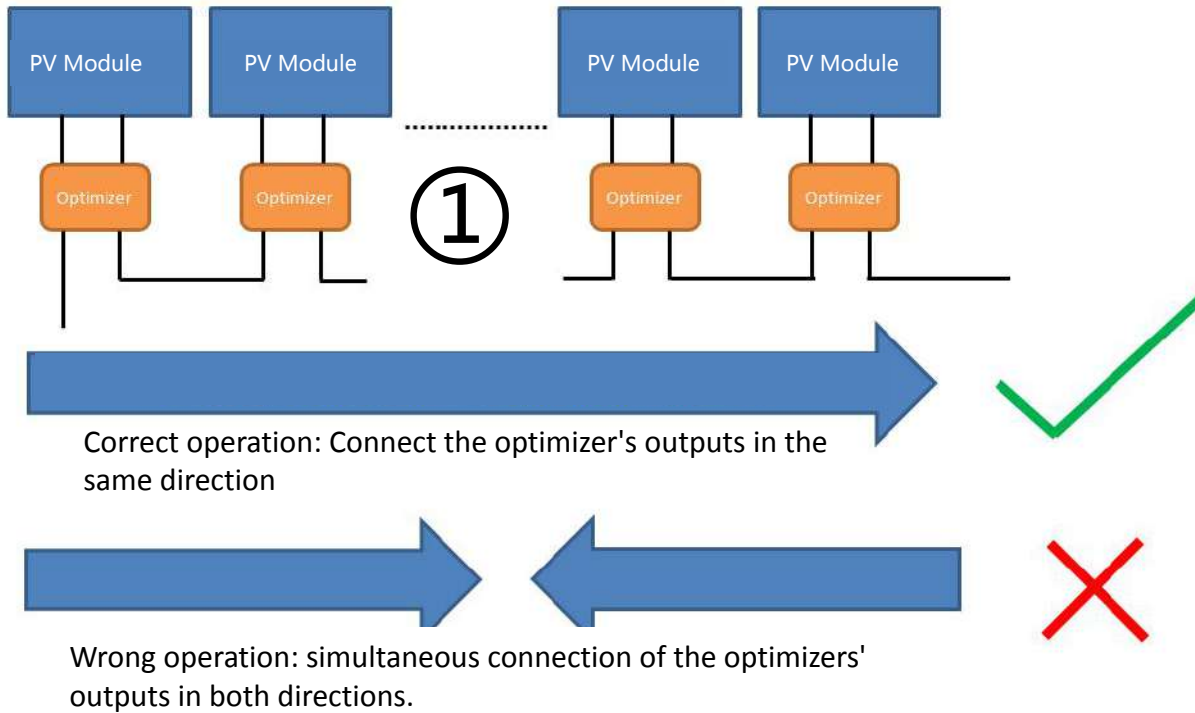 PV Module
PV Module
PV Module
PV Module
Optimizer
Optimizer
①
Optimizer
Optimizer
Correct operation: Connect the optimizer's outputs in the
same direction
Wrong operation: simultaneous connection of the optimizers'
outputs in both directions.